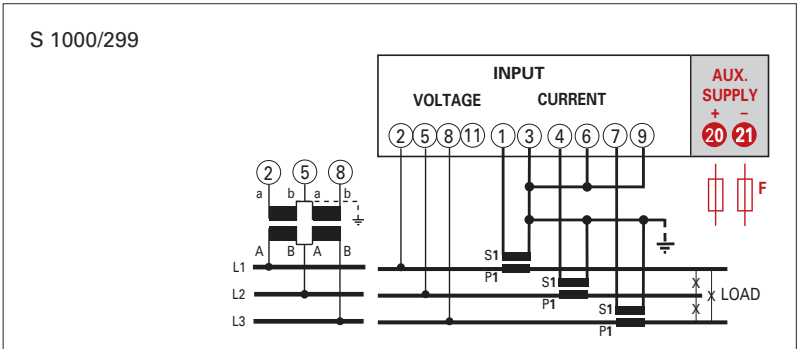 S 1000/299
INPUT
VOLTAGE CURRENT
AUX.
SUPPLY
+ −
2 5 8 11 1 3 4 6 7 9 20 21
2 5 8
a b a b
F
A B A B
S1
P1
L1
S1
P1
L2
X X X LOAD
S1
P1
L3